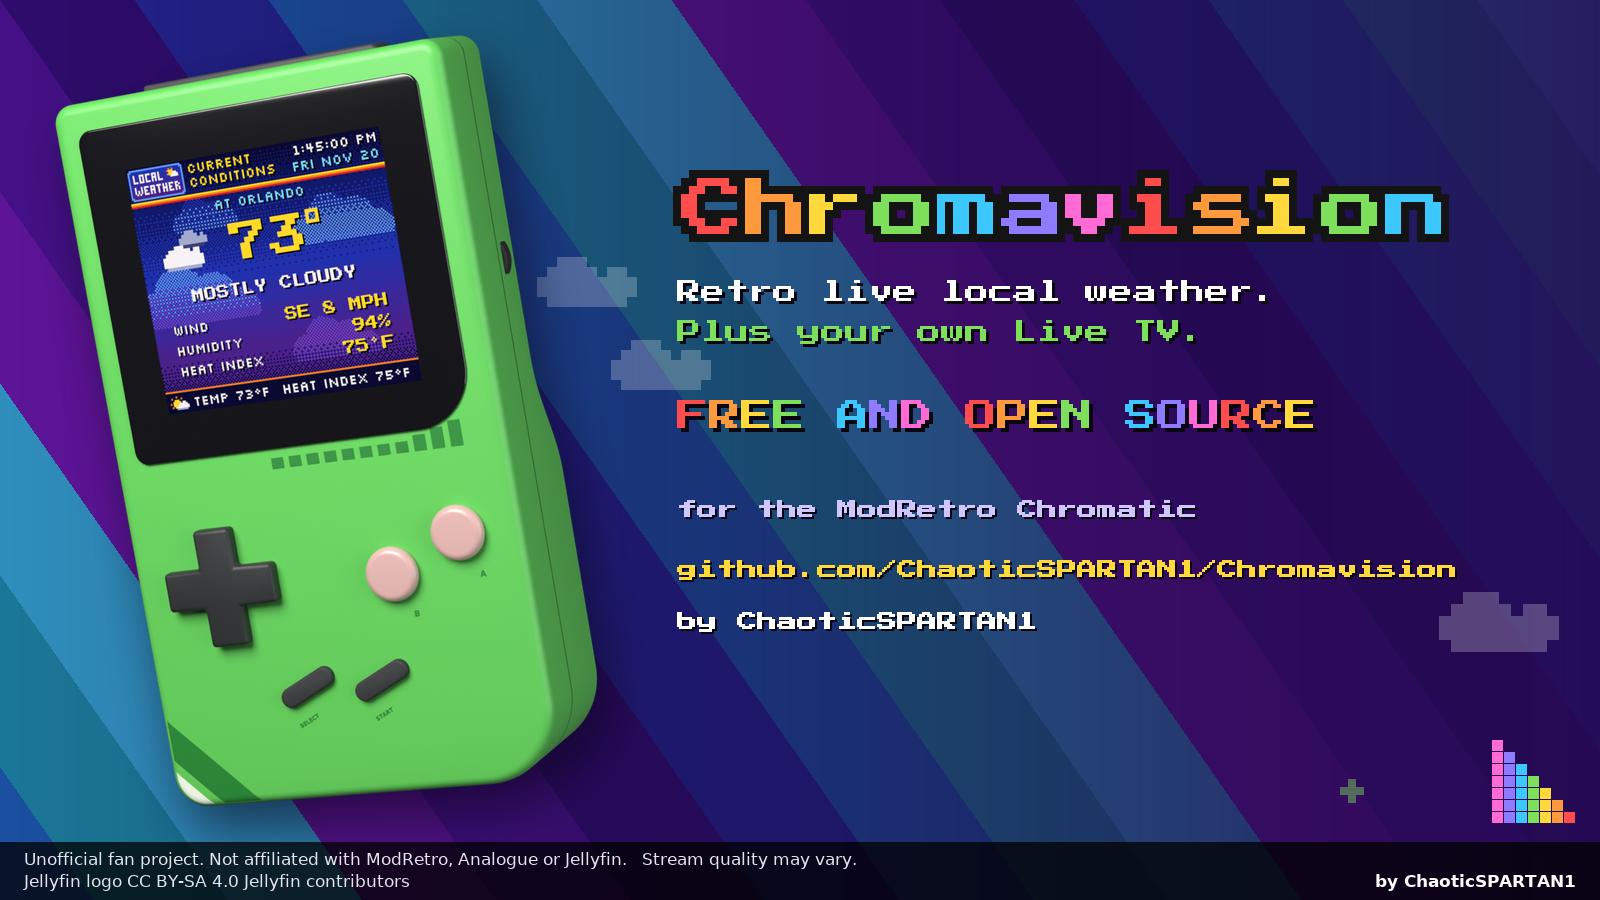 LOCAL WEATHER
CURRENT CONDITIONS
1:45:00 PM
FRI NOV 20
AT ORLANDO
73°
MOSTLY CLOUDY
WIND SE 8 MPH
HUMIDITY 94%
HEAT INDEX 75°F
TEMP 73°F HEAT INDEX 75°F
A
B
SELECT
START
Chromavision
Retro live local weather.
Plus your own Live TV.
FREE AND OPEN SOURCE
for the ModRetro Chromatic
github.com/ChaoticSPARTAN1/Chromavision
by ChaoticSPARTAN1
Unofficial fan project. Not affiliated with ModRetro, Analogue or Jellyfin. Stream quality may vary.
Jellyfin logo CC BY-SA 4.0 Jellyfin contributors
by ChaoticSPARTAN1